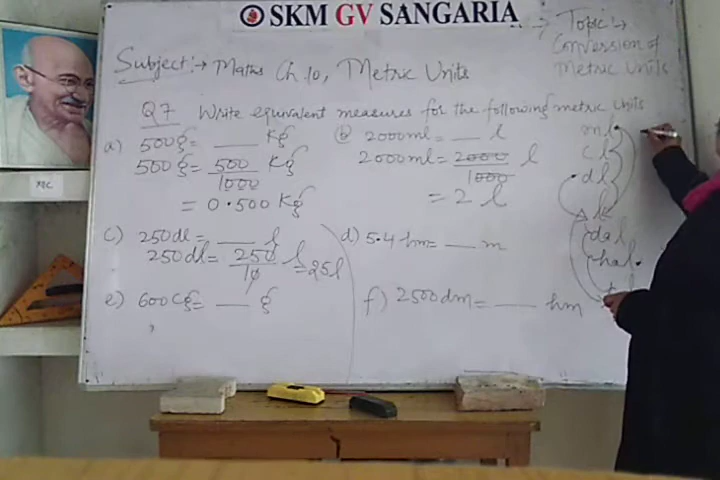 SKM GV SANGARIA
Topic↳
Conversion of
Metric Units
Subject:→ Maths Ch.10, Metric Units
Q7 Write equivalent measures for the following metric units
a) 500g = ___ Kg
500g = 500/1000 Kg
= 0.500 Kg
b) 2000ml = ___ l
2000ml = 2000/1000 l
= 2 l
c) 250dl = ___ l
250dl = 250/10 l = 25l
d) 5.4 hm = ___ m
e) 600Cg = ___ g
f) 2500dm = ___ hm
ml
cl
dl
l
dal
hal